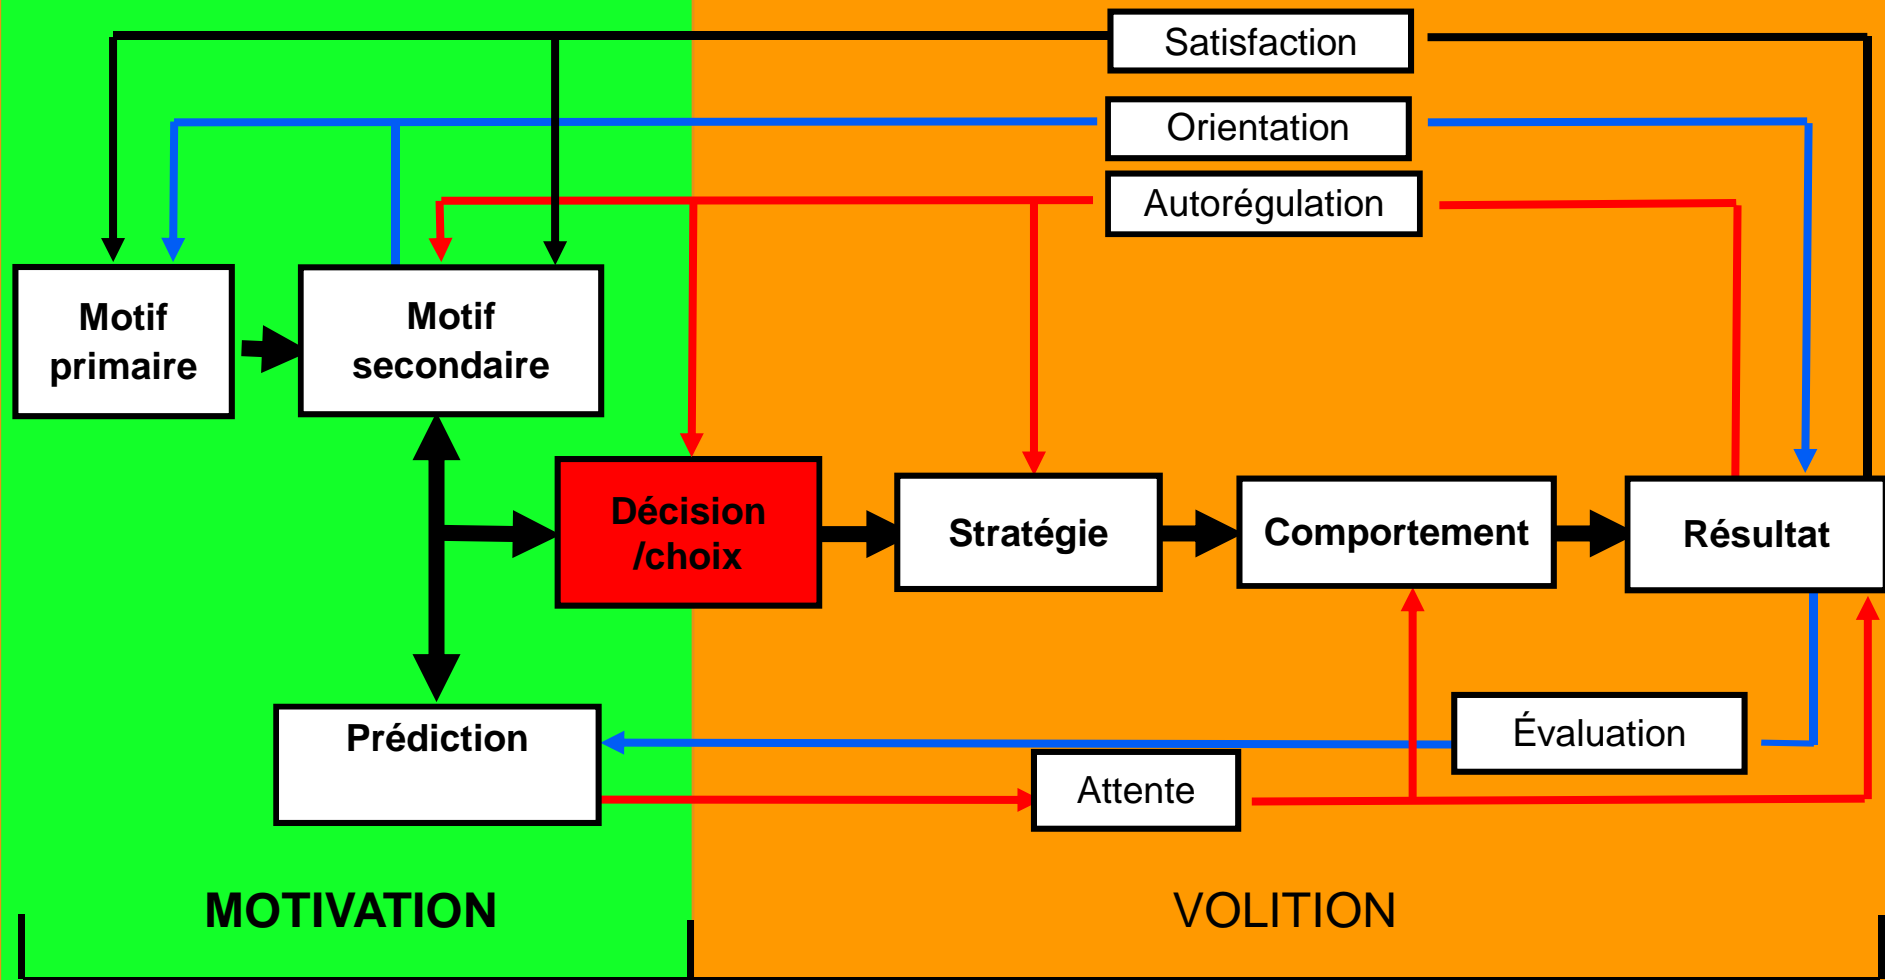 Satisfaction
Orientation
Autorégulation
Motif
primaire
Motif
secondaire
Décision
/choix
Stratégie
Comportement
Résultat
Prédiction
Évaluation
Attente
MOTIVATION
VOLITION